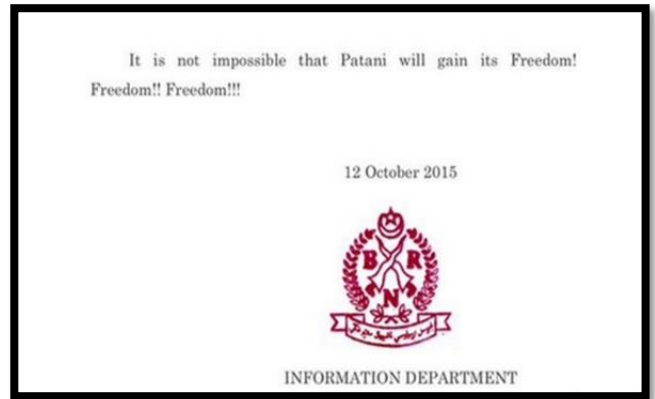 It is not impossible that Patani will gain its Freedom!
Freedom!! Freedom!!!
12 October 2015
B R
N
INFORMATION DEPARTMENT